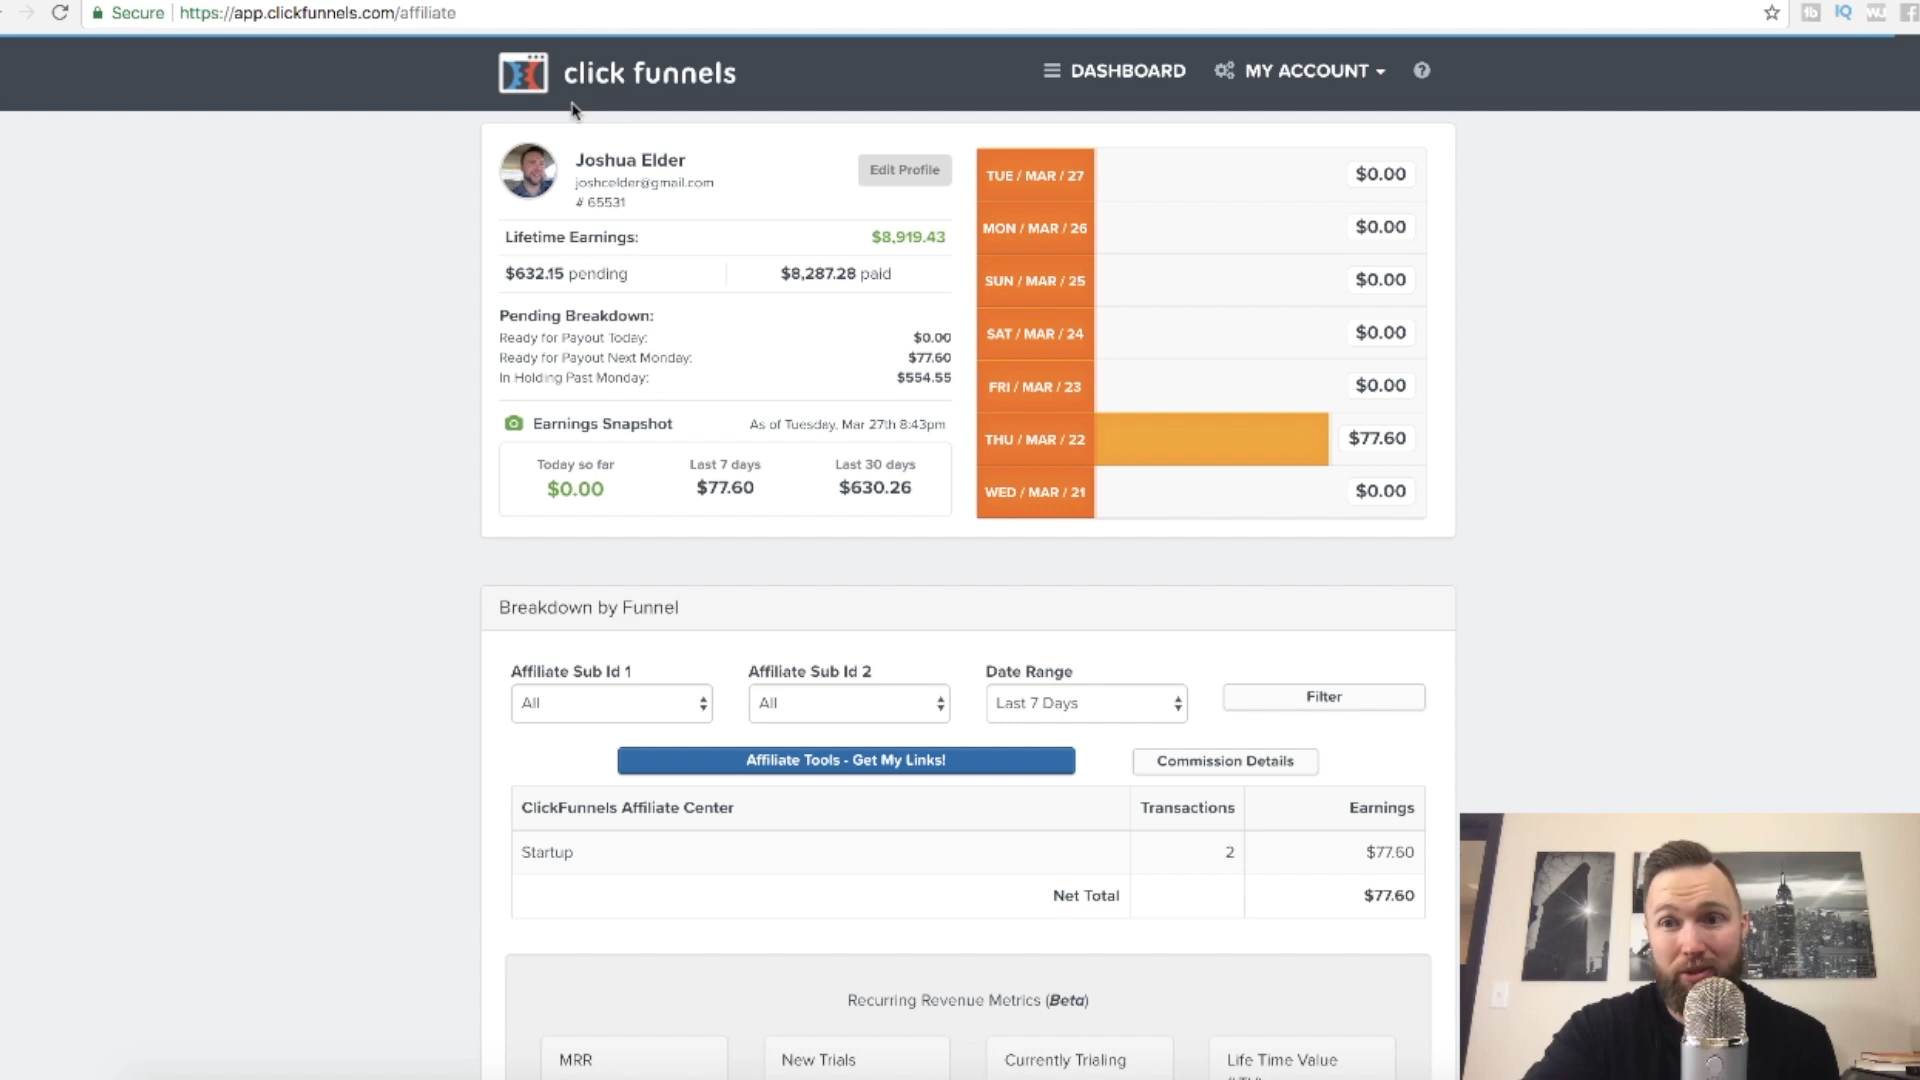 Secure https://app.clickfunnels.com/affiliate
click funnels
DASHBOARD
MY ACCOUNT
Joshua Elder
joshcelder@gmail.com
# 65531
Edit Profile
Lifetime Earnings: $8,919.43
$632.15 pending $8,287.28 paid
Pending Breakdown:
Ready for Payout Today: $0.00
Ready for Payout Next Monday: $77.60
In Holding Past Monday: $554.55
Earnings Snapshot As of Tuesday, Mar 27th 8:43pm
Today so far Last 7 days Last 30 days
$0.00 $77.60 $630.26
TUE / MAR / 27 $0.00
MON / MAR / 26 $0.00
SUN / MAR / 25 $0.00
SAT / MAR / 24 $0.00
FRI / MAR / 23 $0.00
THU / MAR / 22 $77.60
WED / MAR / 21 $0.00
Breakdown by Funnel
Affiliate Sub Id 1 Affiliate Sub Id 2 Date Range
All All Last 7 Days Filter
Affiliate Tools - Get My Links! Commission Details
ClickFunnels Affiliate Center Transactions Earnings
Startup 2 $77.60
Net Total $77.60
Recurring Revenue Metrics (Beta)
MRR New Trials Currently Trialing Life Time Value